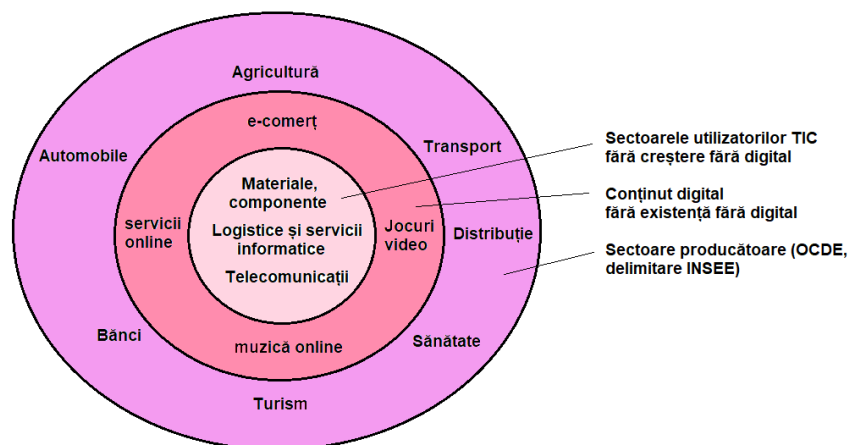 Agricultură
e-comerț
Automobile
Transport
Materiale,
componente
servicii
online
Logistice și servicii
informatice
Jocuri
video
Distribuție
Telecomunicații
Bănci
muzică online
Sănătate
Turism
Sectoarele utilizatorilor TIC
fără creștere fără digital
Conținut digital
fără existență fără digital
Sectoare producătoare (OCDE,
delimitare INSEE)